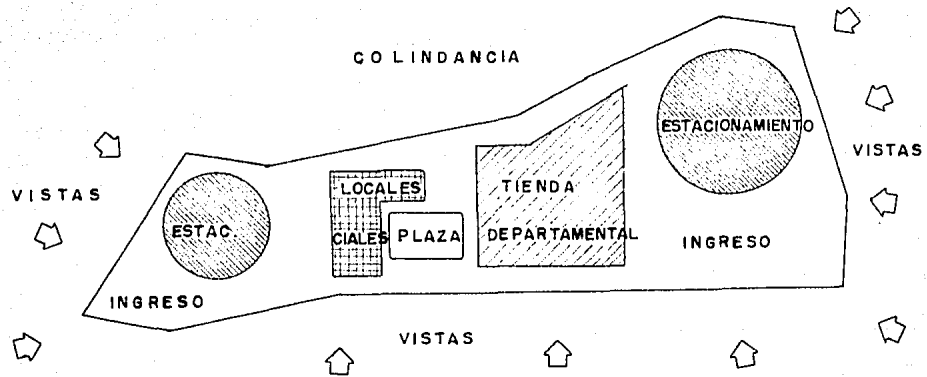 COLINDANCIA
ESTACIONAMIENTO
VISTAS
VISTAS
LOCALES
TIENDA
ESTAC.
CIALES
PLAZA
DEPARTAMENTAL
INGRESO
INGRESO
VISTAS